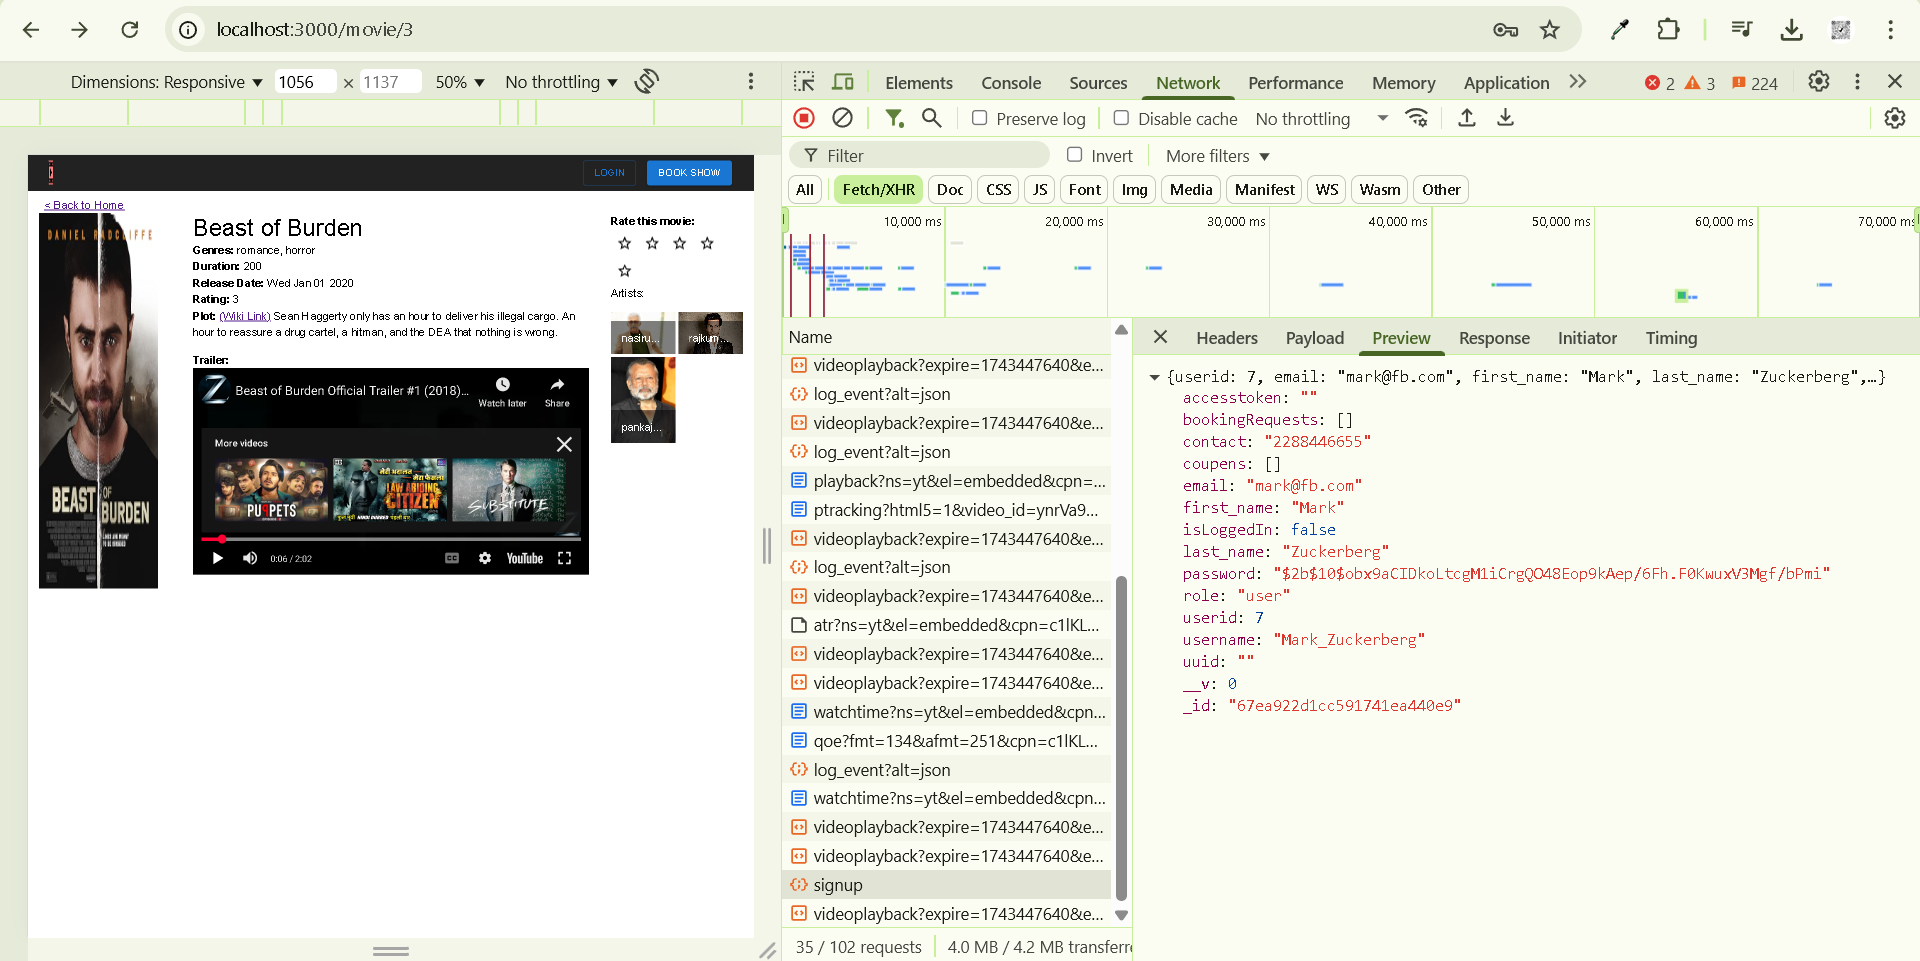 localhost:3000/movie/3
Dimensions: Responsive ▼ 1056 × 1137 50% ▼ No throttling ▼
Elements Console Sources Network Performance Memory Application 2 3 224
Preserve log Disable cache No throttling
Filter Invert More filters ▼
All Fetch/XHR Doc CSS JS Font Img Media Manifest WS Wasm Other
10,000 ms 20,000 ms 30,000 ms 40,000 ms 50,000 ms 60,000 ms 70,000 ms
LOGIN BOOK SHOW
< Back to Home
DANIEL RADCLIFFE
BEAST OF BURDEN
Beast of Burden
Genres: romance, horror
Duration: 200
Release Date: Wed Jan 01 2020
Rating: 3
Plot: (Wiki Link) Sean Haggerty only has an hour to deliver his illegal cargo. An
hour to reassure a drug cartel, a hitman, and the DEA that nothing is wrong.
Trailer:
Beast of Burden Official Trailer #1 (2018)...
Watch later Share
More videos
PUPPETS
LAW ABIDING
CITIZEN
SUBSTITUTE
0:06 / 2:02 CC YouTube
Rate this movie:
Artists:
nasiru...
rajkum...
pankaj...
Name
videoplayback?expire=1743447640&e...
log_event?alt=json
videoplayback?expire=1743447640&e...
log_event?alt=json
playback?ns=yt&el=embedded&cpn=...
ptracking?html5=1&video_id=ynrVa9...
videoplayback?expire=1743447640&e...
log_event?alt=json
videoplayback?expire=1743447640&e...
atr?ns=yt&el=embedded&cpn=c1lKL...
videoplayback?expire=1743447640&e...
videoplayback?expire=1743447640&e...
watchtime?ns=yt&el=embedded&cpn...
qoe?fmt=134&afmt=251&cpn=c1lKL...
log_event?alt=json
watchtime?ns=yt&el=embedded&cpn...
videoplayback?expire=1743447640&e...
videoplayback?expire=1743447640&e...
signup
videoplayback?expire=1743447640&e...
35 / 102 requests 4.0 MB / 4.2 MB transferre
Headers Payload Preview Response Initiator Timing
{userid: 7, email: "mark@fb.com", first_name: "Mark", last_name: "Zuckerberg",…}
accesstoken: ""
bookingRequests: []
contact: "2288446655"
coupens: []
email: "mark@fb.com"
first_name: "Mark"
isLoggedIn: false
last_name: "Zuckerberg"
password: "$2b$10$obx9aCIDkoLtcgM1iCrgQO48Eop9kAep/6Fh.F0KwuxV3Mgf/bPmi"
role: "user"
userid: 7
username: "Mark_Zuckerberg"
uuid: ""
__v: 0
_id: "67ea922d1cc591741ea440e9"